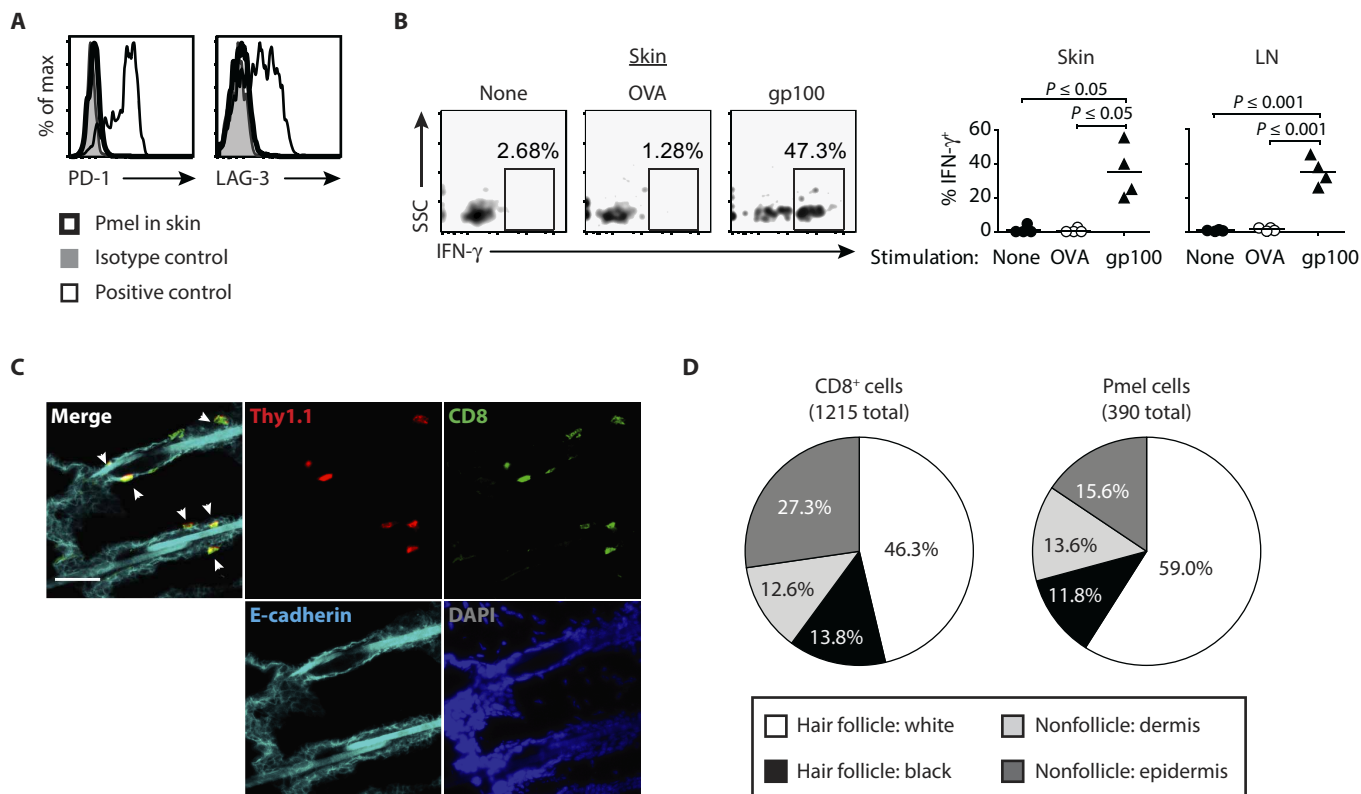 A
% of max
PD-1
LAG-3
Pmel in skin
Isotype control
Positive control
B
Skin
None
OVA
gp100
2.68%
1.28%
47.3%
SSC
IFN-γ
Skin
LN
P ≤ 0.05
P ≤ 0.05
P ≤ 0.001
P ≤ 0.001
% IFN-γ⁺
60
40
20
0
Stimulation: None OVA gp100
None OVA gp100
C
Merge
Thy1.1
CD8
E-cadherin
DAPI
D
CD8⁺ cells
(1215 total)
27.3%
46.3%
12.6%
13.8%
Pmel cells
(390 total)
15.6%
13.6%
59.0%
11.8%
Hair follicle: white
Nonfollicle: dermis
Hair follicle: black
Nonfollicle: epidermis